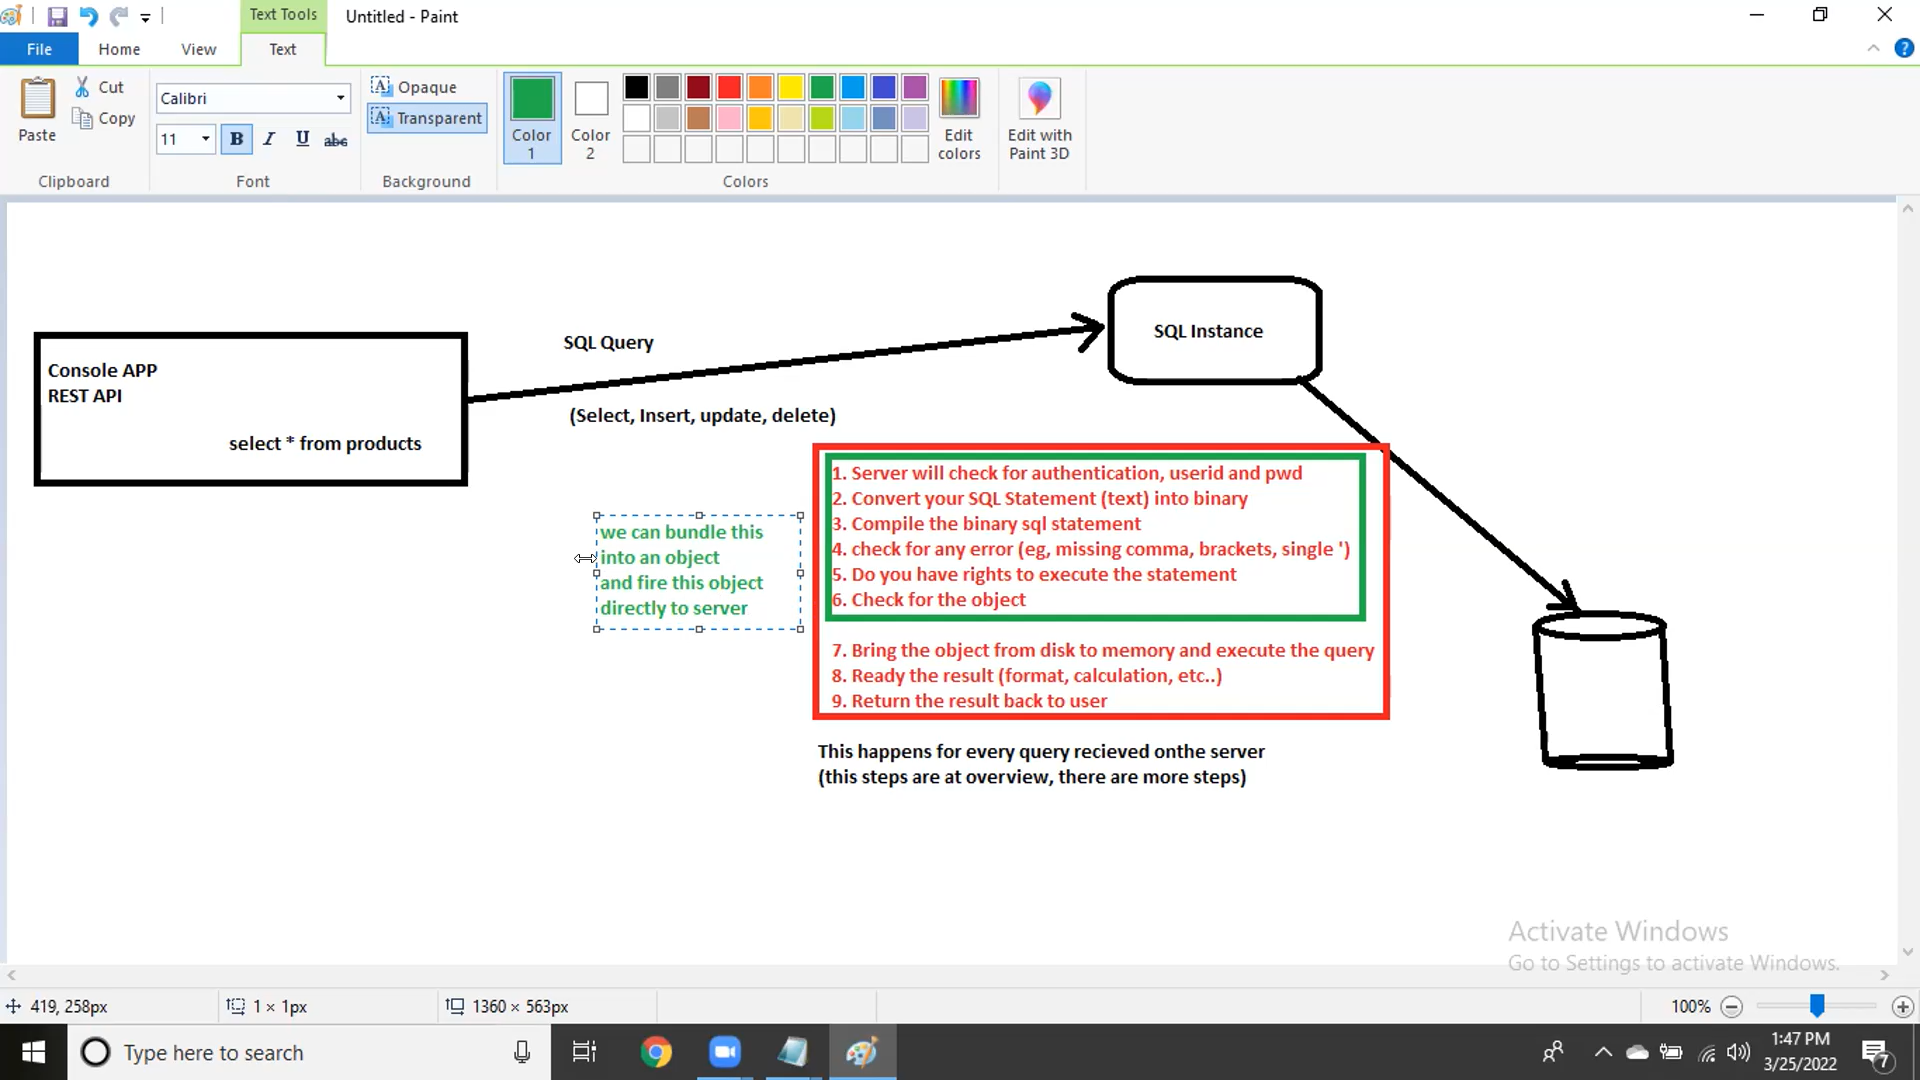 Text Tools
Untitled - Paint
File
Home
View
Text
Paste
Cut
Copy
Clipboard
Calibri
11
B
I
U
abc
Font
Opaque
Transparent
Background
Color 1
Color 2
Edit colors
Colors
Edit with Paint 3D
SQL Instance
SQL Query
Console APP
REST API
(Select, Insert, update, delete)
select * from products
1. Server will check for authentication, userid and pwd
2. Convert your SQL Statement (text) into binary
3. Compile the binary sql statement
4. check for any error (eg, missing comma, brackets, single ')
5. Do you have rights to execute the statement
6. Check for the object
we can bundle this
into an object
and fire this object
directly to server
7. Bring the object from disk to memory and execute the query
8. Ready the result (format, calculation, etc..)
9. Return the result back to user
This happens for every query recieved onthe server
(this steps are at overview, there are more steps)
Activate Windows
Go to Settings to activate Windows.
419, 258px
1 × 1px
1360 × 563px
100%
Type here to search
1:47 PM
3/25/2022
7